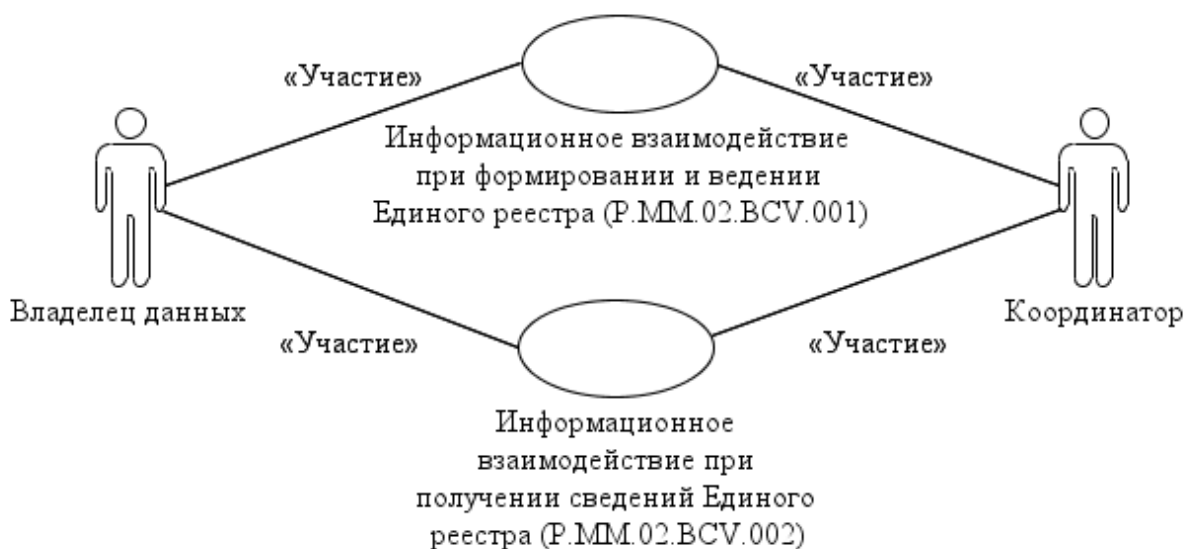 «Участие»
«Участие»
Информационное взаимодействие
при формировании и ведении
Единого реестра (P.MM.02.BCV.001)
Владелец данных
Координатор
«Участие»
«Участие»
Информационное
взаимодействие при
получении сведений Единого
реестра (P.MM.02.BCV.002)